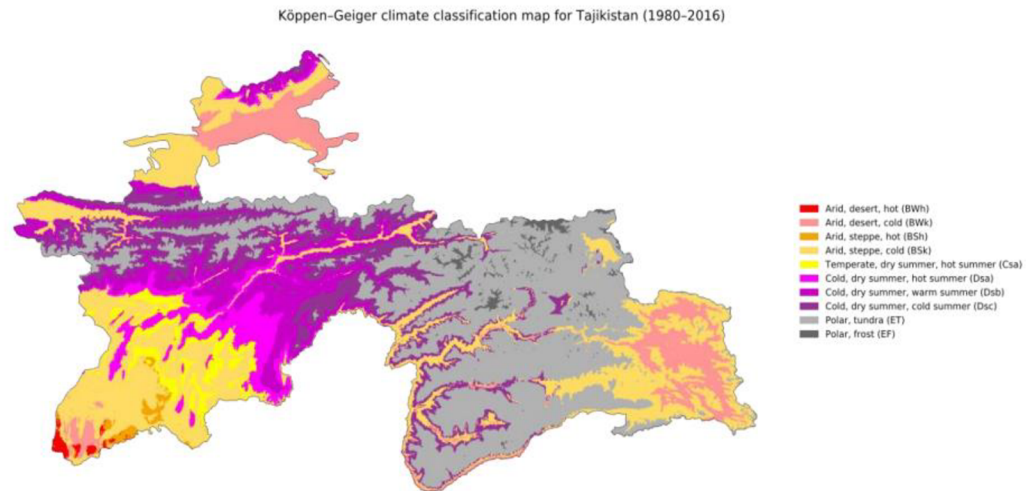 Köppen–Geiger climate classification map for Tajikistan (1980–2016)
Arid, desert, hot (BWh)
Arid, desert, cold (BWk)
Arid, steppe, hot (BSh)
Arid, steppe, cold (BSk)
Temperate, dry summer, hot summer (Csa)
Cold, dry summer, hot summer (Dsa)
Cold, dry summer, warm summer (Dsb)
Cold, dry summer, cold summer (Dsc)
Polar, tundra (ET)
Polar, frost (EF)